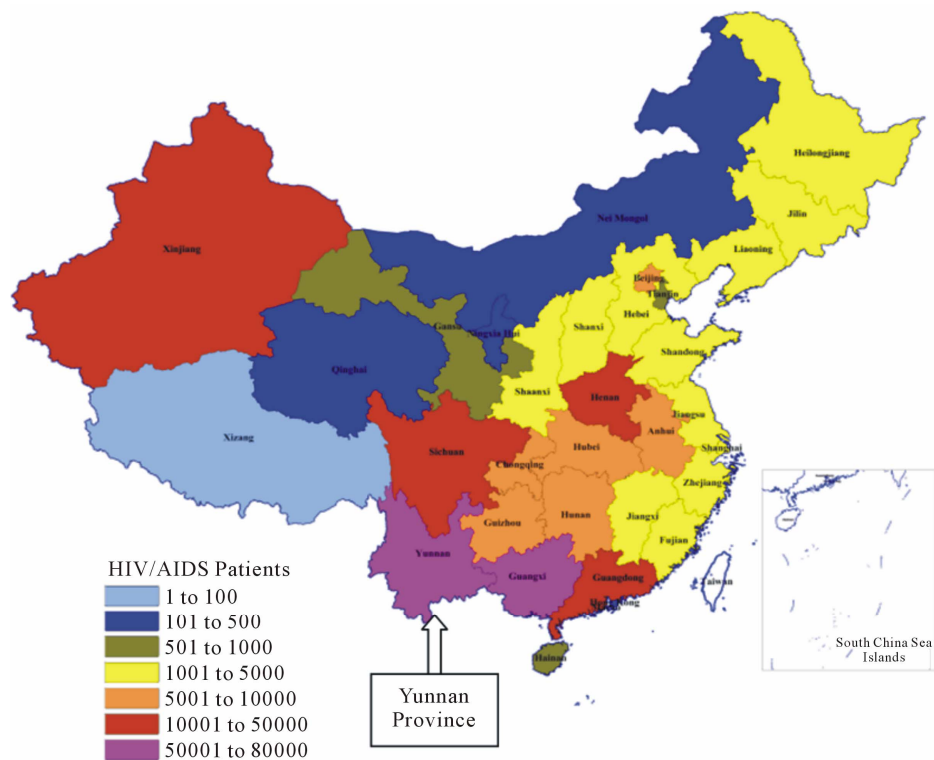 Heilongjiang
Jilin
Xinjiang
Nei Mongol
Liaoning
Beijing
Tianjin
Hebei
Gansu
Ningxia Hui
Shanxi
Shandong
Qinghai
Shaanxi
Henan
Jiangsu
Anhui
Xizang
Hubei
Shanghai
Sichuan
Chongqing
Zhejiang
Jiangxi
Hunan
Guizhou
Fujian
Yunnan
Guangxi
Guangdong
Taiwan
Hainan
HIV/AIDS Patients
1 to 100
101 to 500
501 to 1000
1001 to 5000
5001 to 10000
10001 to 50000
50001 to 80000
Yunnan
Province
South China Sea
Islands